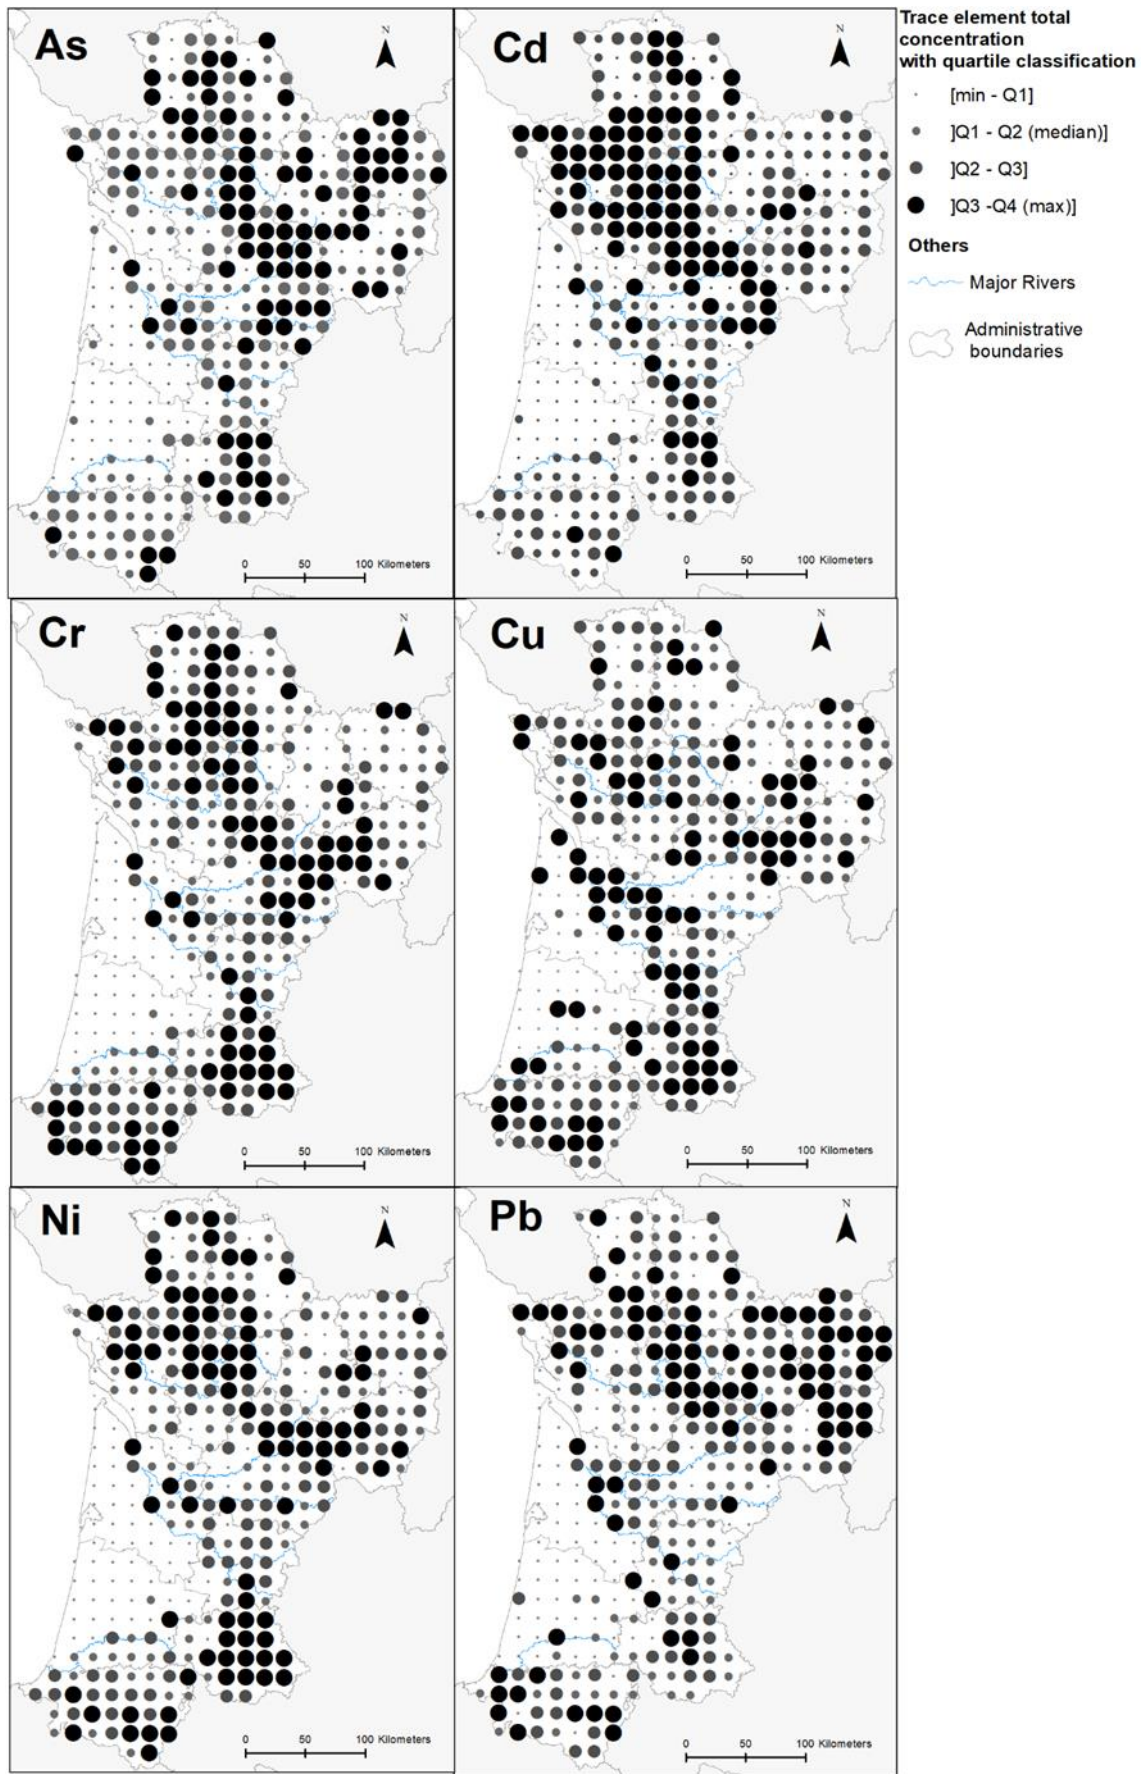 As
N
0 50 100 Kilometers
Cd
N
0 50 100 Kilometers
Trace element total
concentration
with quartile classification
[min - Q1]
]Q1 - Q2 (median)]
]Q2 - Q3]
]Q3 -Q4 (max)]
Others
Major Rivers
Administrative
boundaries
Cr
N
0 50 100 Kilometers
Cu
N
0 50 100 Kilometers
Ni
N
0 50 100 Kilometers
Pb
N
0 50 100 Kilometers